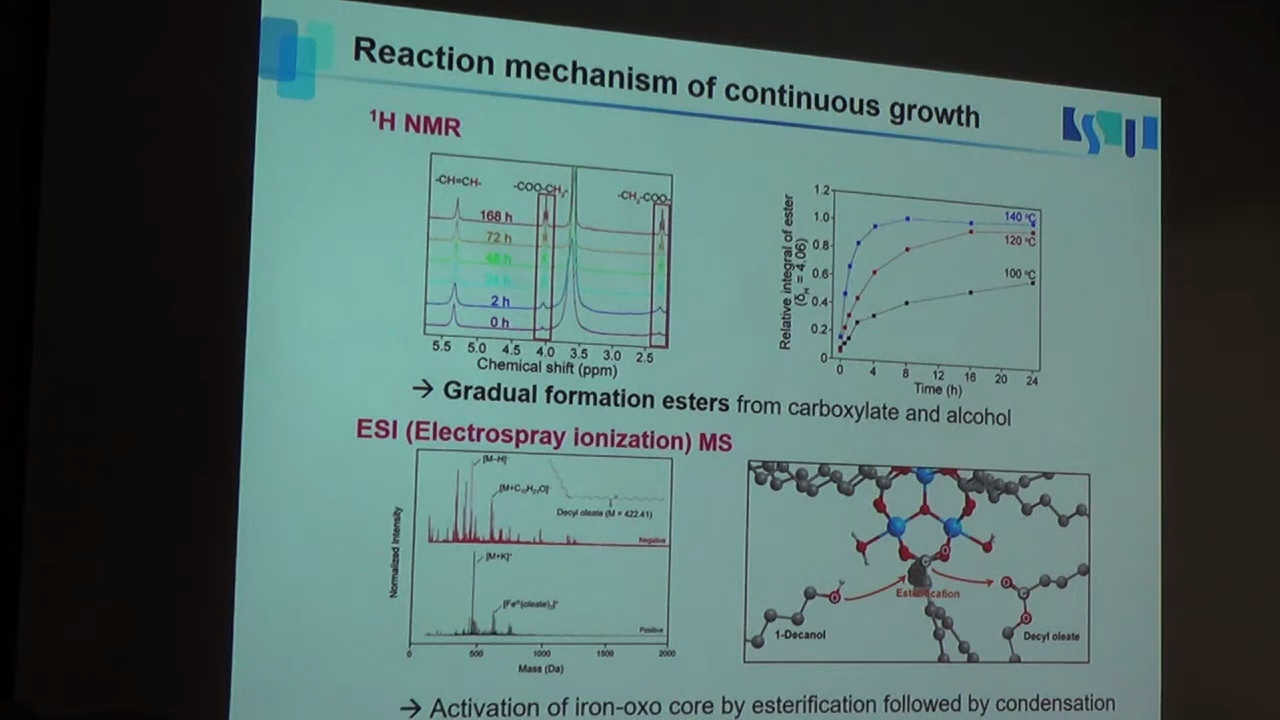 Reaction mechanism of continuous growth
¹H NMR
-CH=CH-
-COO-CH₂-
-CH₂-COO-
168 h
72 h
48 h
24 h
2 h
0 h
5.5 5.0 4.5 4.0 3.5 3.0 2.5
Chemical shift (ppm)
Relative integral of ester
(δH = 4.06)
1.2
1.0
0.8
0.6
0.4
0.2
0
140 °C
120 °C
100 °C
0 4 8 12 16 20 24
Time (h)
→ Gradual formation esters from carboxylate and alcohol
ESI (Electrospray ionization) MS
Normalized Intensity
[M-H]⁻
[M+C₁₀H₂₁O]⁻
Decyl oleate (M = 422.41)
Negative
[M+K]⁺
Positive
0 500 1000 1500 2000
Mass (Da)
O
C
O
O
C
O
O
Esterification
1-Decanol
Decyl oleate
→ Activation of iron-oxo core by esterification followed by condensation